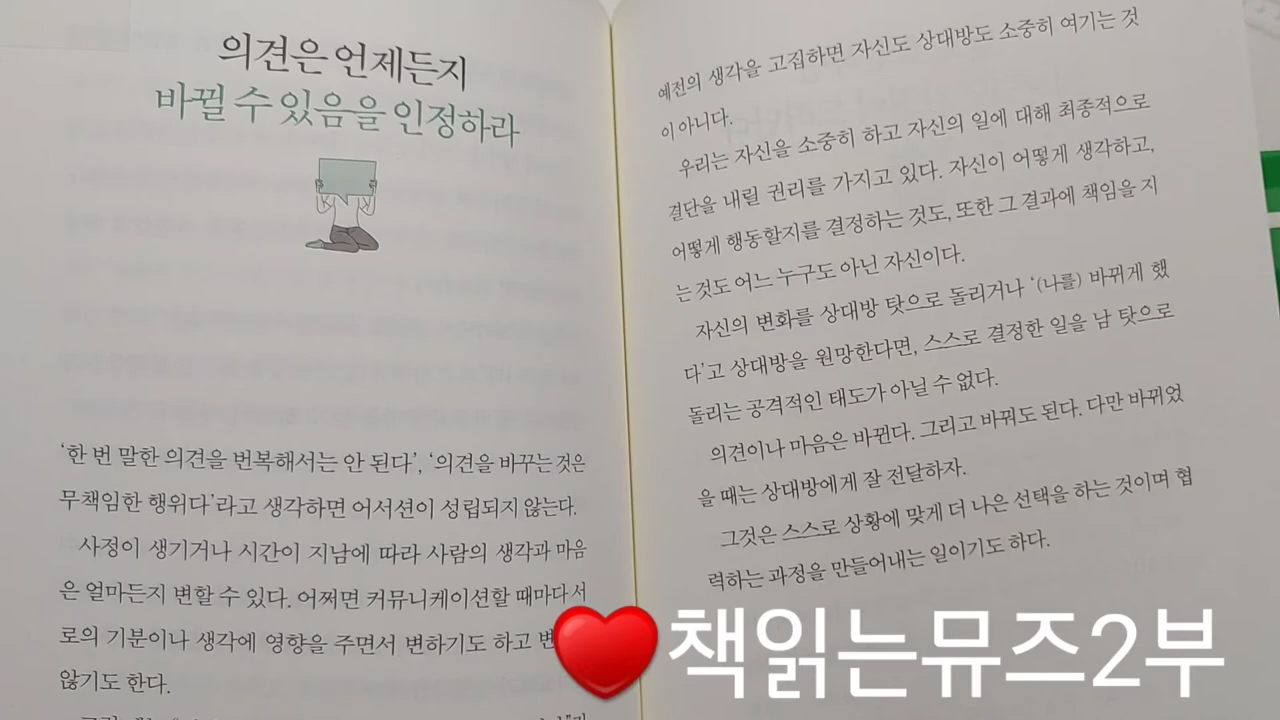 의견은 언제든지
바뀔 수 있음을 인정하라
'한 번 말한 의견을 번복해서는 안 된다', '의견을 바꾸는 것은
무책임한 행위다'라고 생각하면 어서션이 성립되지 않는다.
사정이 생기거나 시간이 지남에 따라 사람의 생각과 마음
은 얼마든지 변할 수 있다. 어쩌면 커뮤니케이션할 때마다 서
로의 기분이나 생각에 영향을 주면서 변하기도 하고
않기도 한다.
예전의 생각을 고집하면 자신도 상대방도 소중히 여기는 것
이 아니다.
우리는 자신을 소중히 하고 자신의 일에 대해 최종적으로
결단을 내릴 권리를 가지고 있다. 자신이 어떻게 생각하고,
어떻게 행동할지를 결정하는 것도, 또한 그 결과에 책임을 지
는 것도 어느 누구도 아닌 자신이다.
자신의 변화를 상대방 탓으로 돌리거나 '(나를) 바뀌게 했
다'고 상대방을 원망한다면, 스스로 결정한 일을 남 탓으로
돌리는 공격적인 태도가 아닐 수 없다.
의견이나 마음은 바뀐다. 그리고 바꿔도 된다. 다만 바뀌었
을 때는 상대방에게 잘 전달하자.
그것은 스스로 상황에 맞게 더 나은 선택을 하는 것이며 협
력하는 과정을 만들어내는 일이기도 하다.
책읽는뮤즈2부